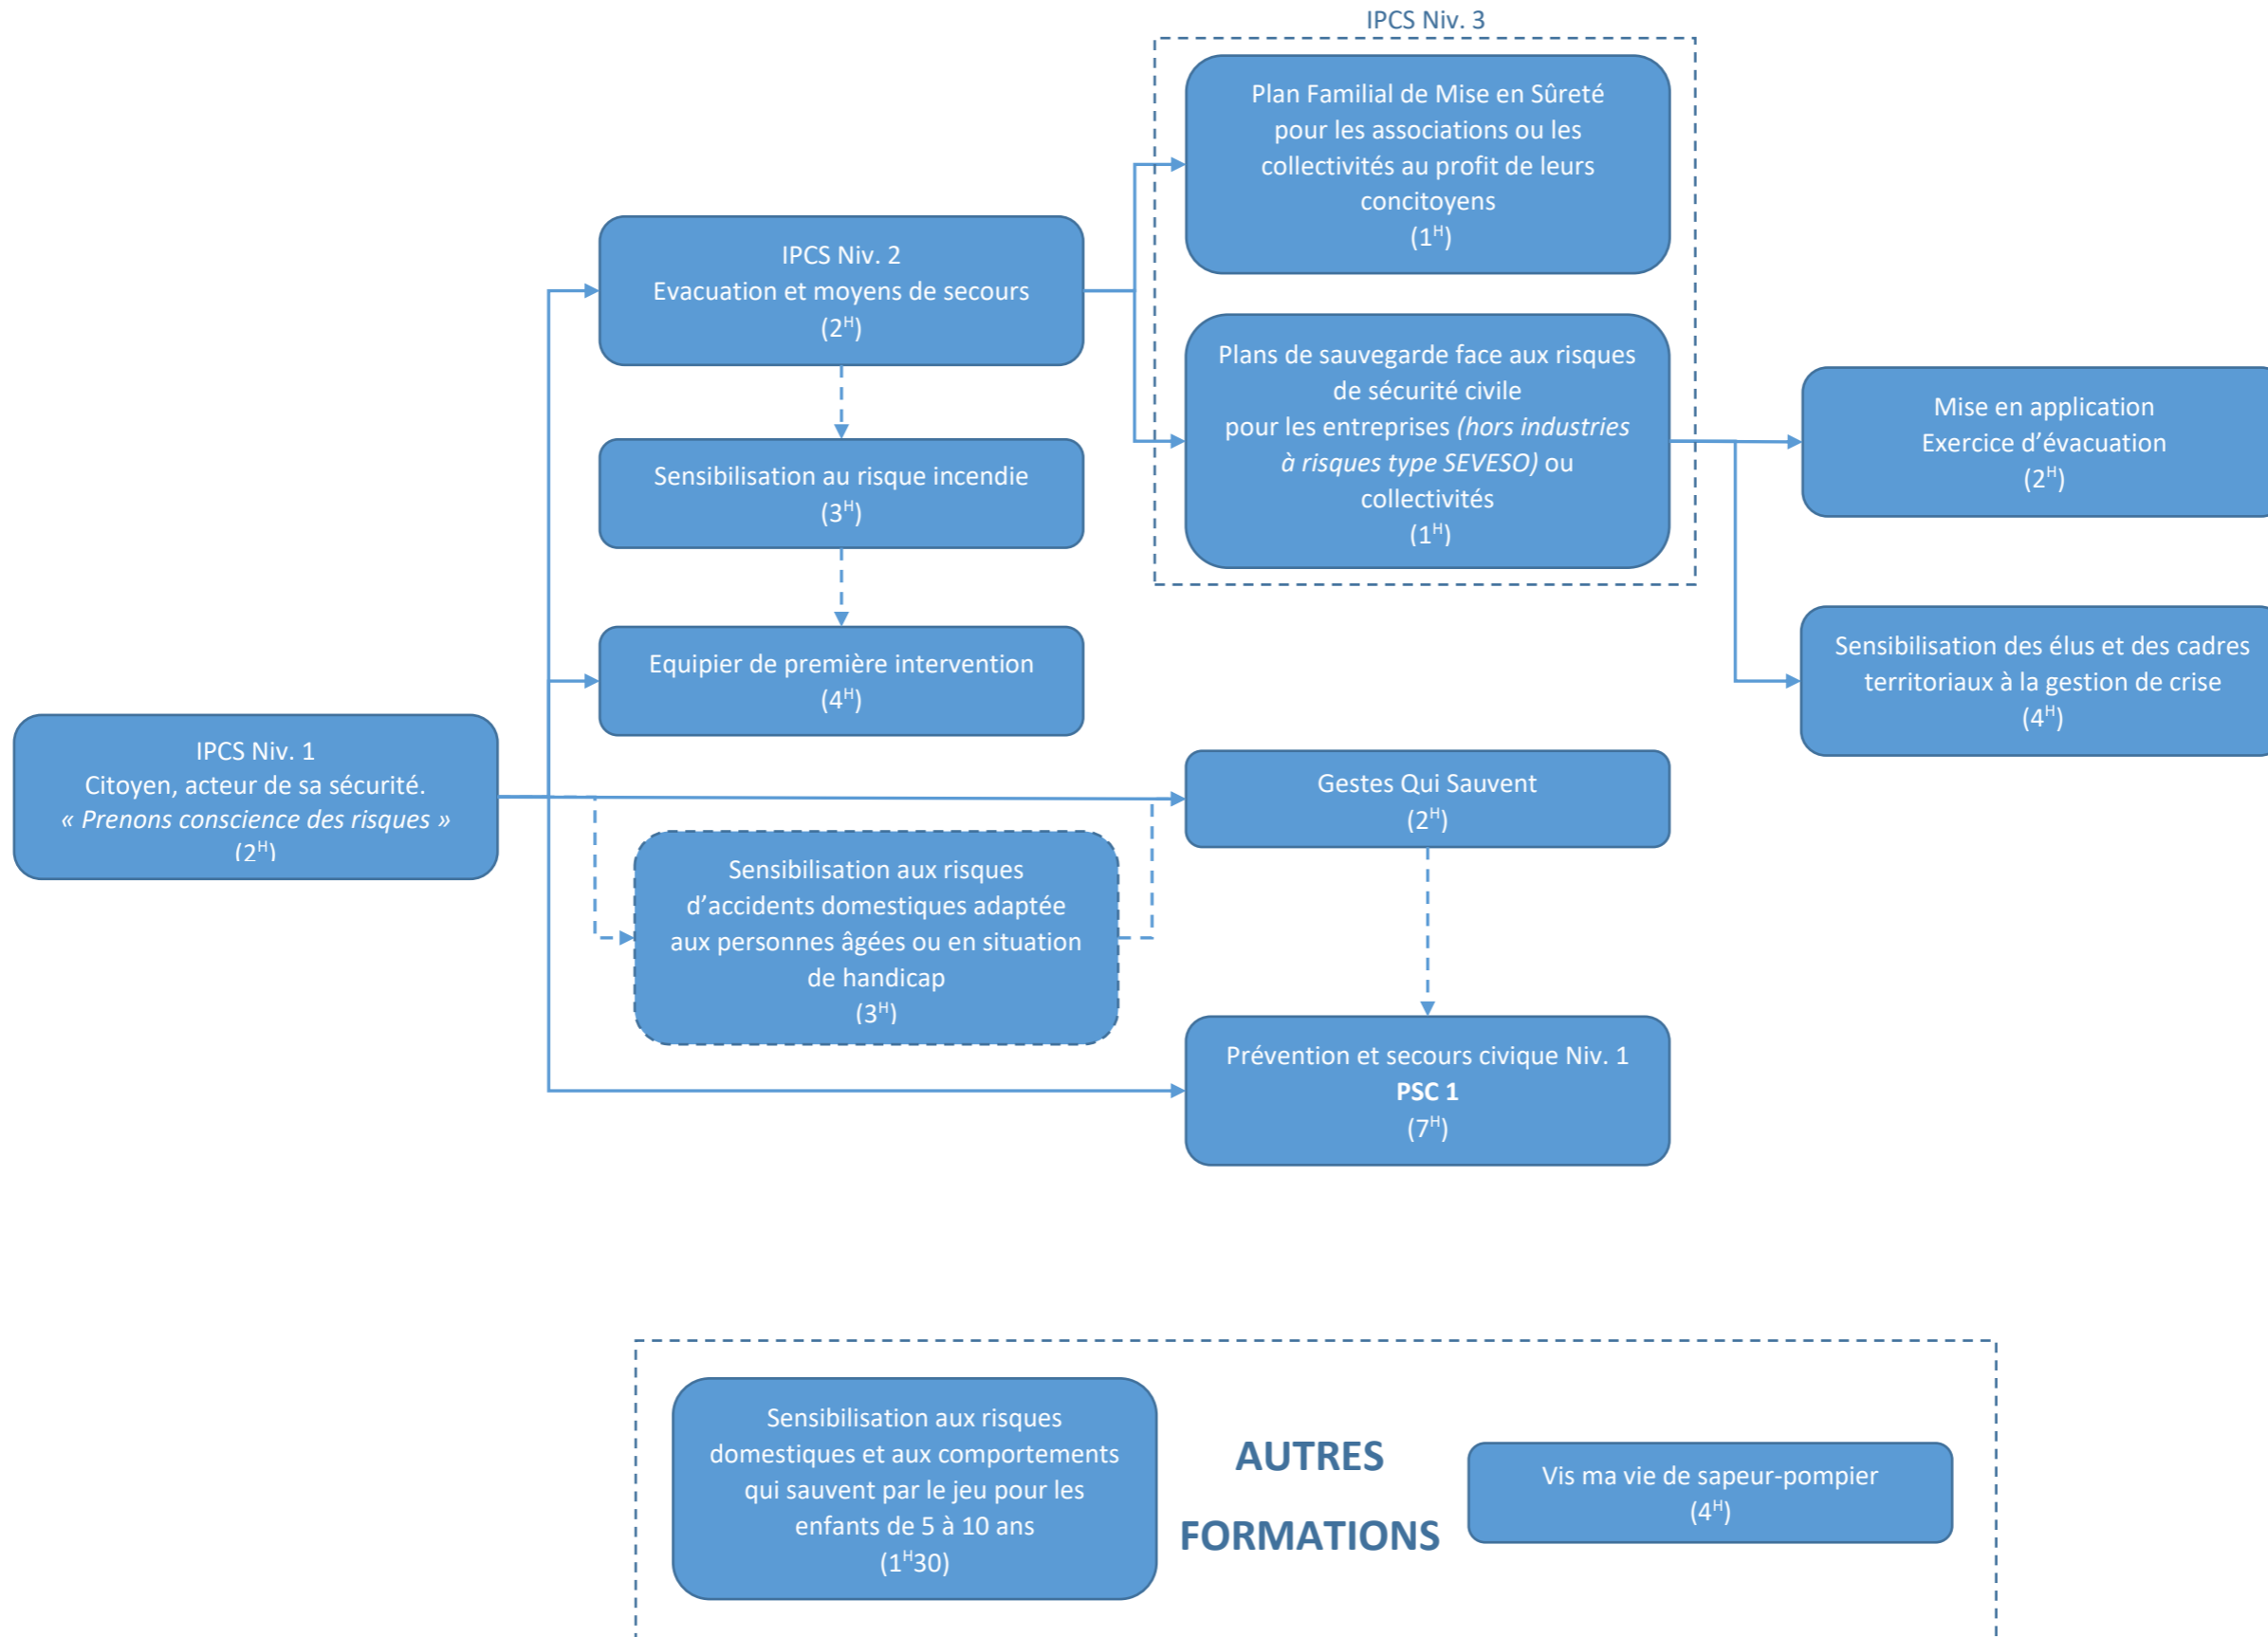 IPCS Niv. 3
Plan Familial de Mise en Sûreté
pour les associations ou les
collectivités au profit de leurs
concitoyens
(1H)
IPCS Niv. 2
Evacuation et moyens de secours
(2H)
Plans de sauvegarde face aux risques
de sécurité civile
pour les entreprises (hors industries
à risques type SEVESO) ou
collectivités
(1H)
Mise en application
Exercice d’évacuation
(2H)
Sensibilisation au risque incendie
(3H)
Equipier de première intervention
(4H)
Sensibilisation des élus et des cadres
territoriaux à la gestion de crise
(4H)
IPCS Niv. 1
Citoyen, acteur de sa sécurité.
« Prenons conscience des risques »
(2H)
Gestes Qui Sauvent
(2H)
Sensibilisation aux risques
d’accidents domestiques adaptée
aux personnes âgées ou en situation
de handicap
(3H)
Prévention et secours civique Niv. 1
PSC 1
(7H)
Sensibilisation aux risques
domestiques et aux comportements
qui sauvent par le jeu pour les
enfants de 5 à 10 ans
(1H30)
AUTRES
FORMATIONS
Vis ma vie de sapeur-pompier
(4H)